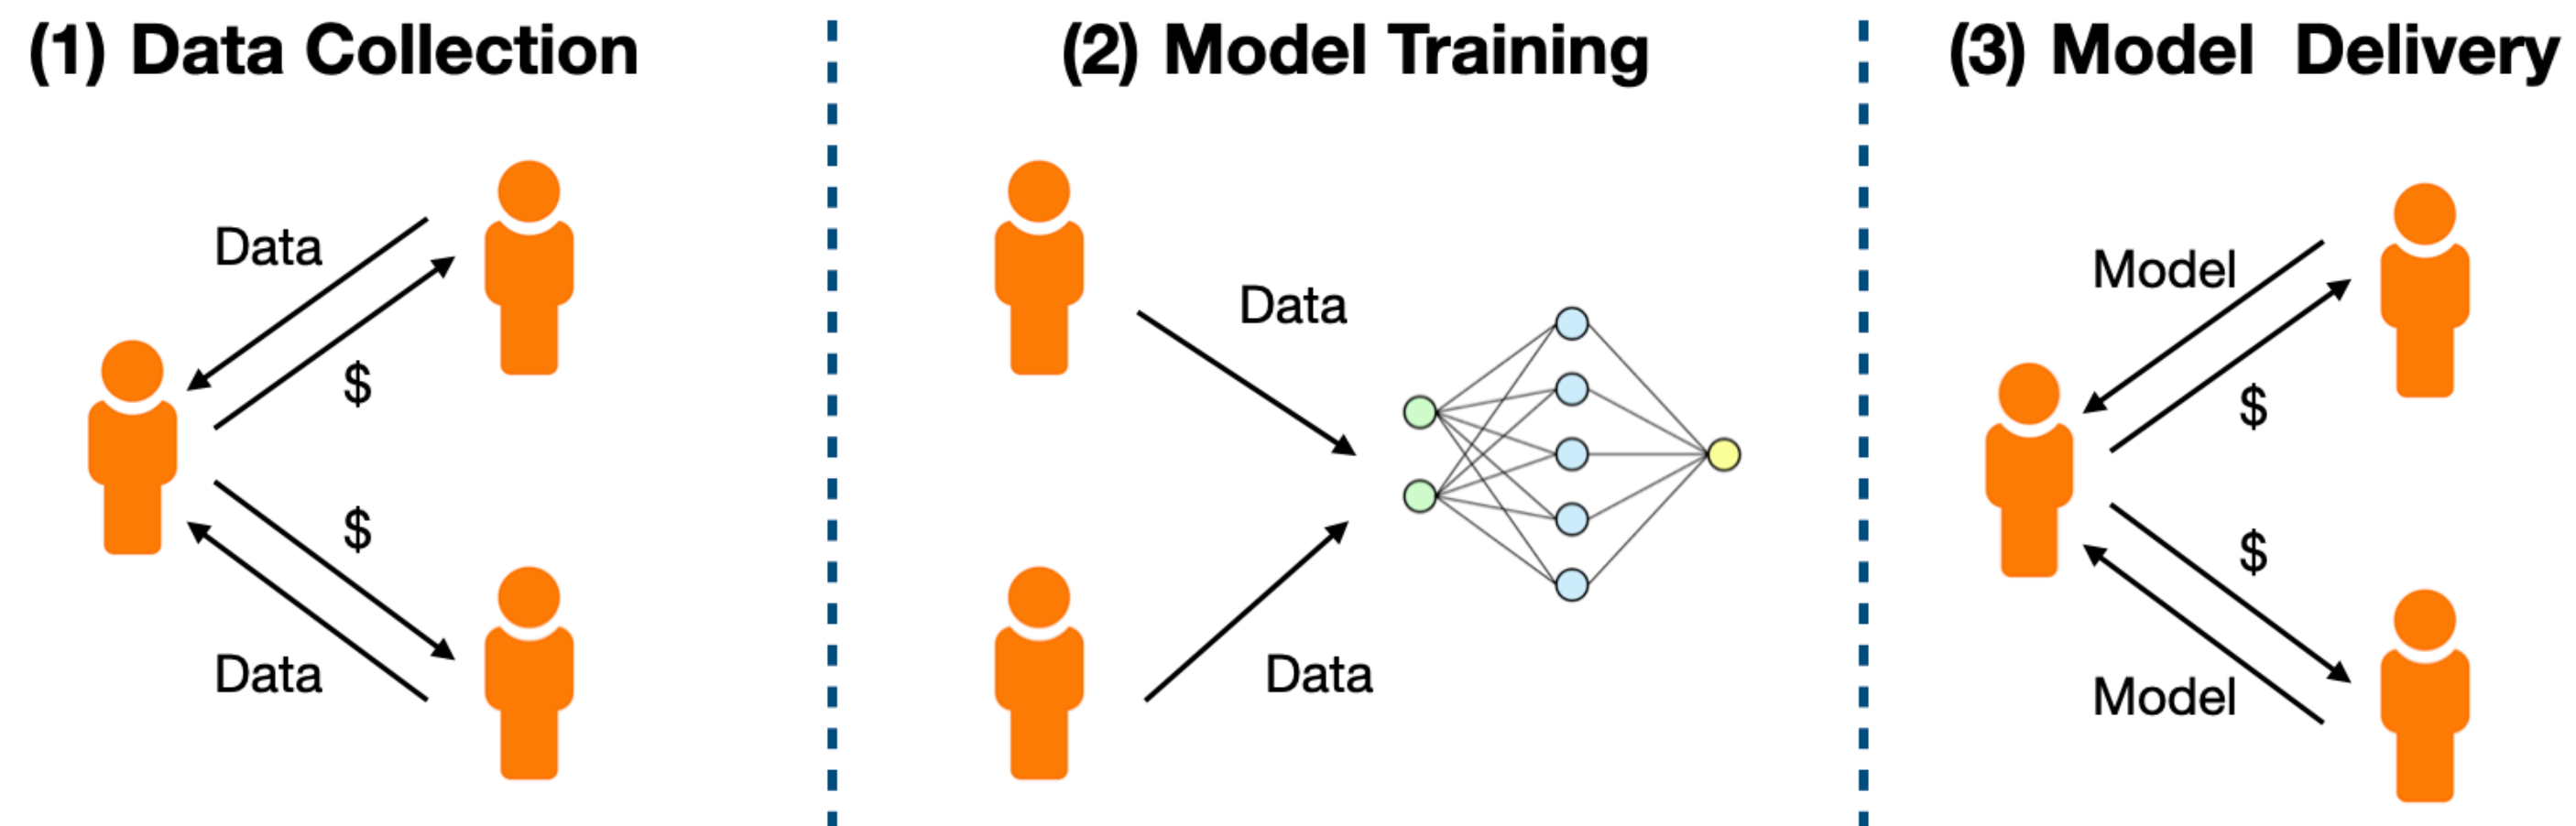 (1) Data Collection
Data
$
$
Data
(2) Model Training
Data
Data
(3) Model  Delivery
Model
$
$
Model